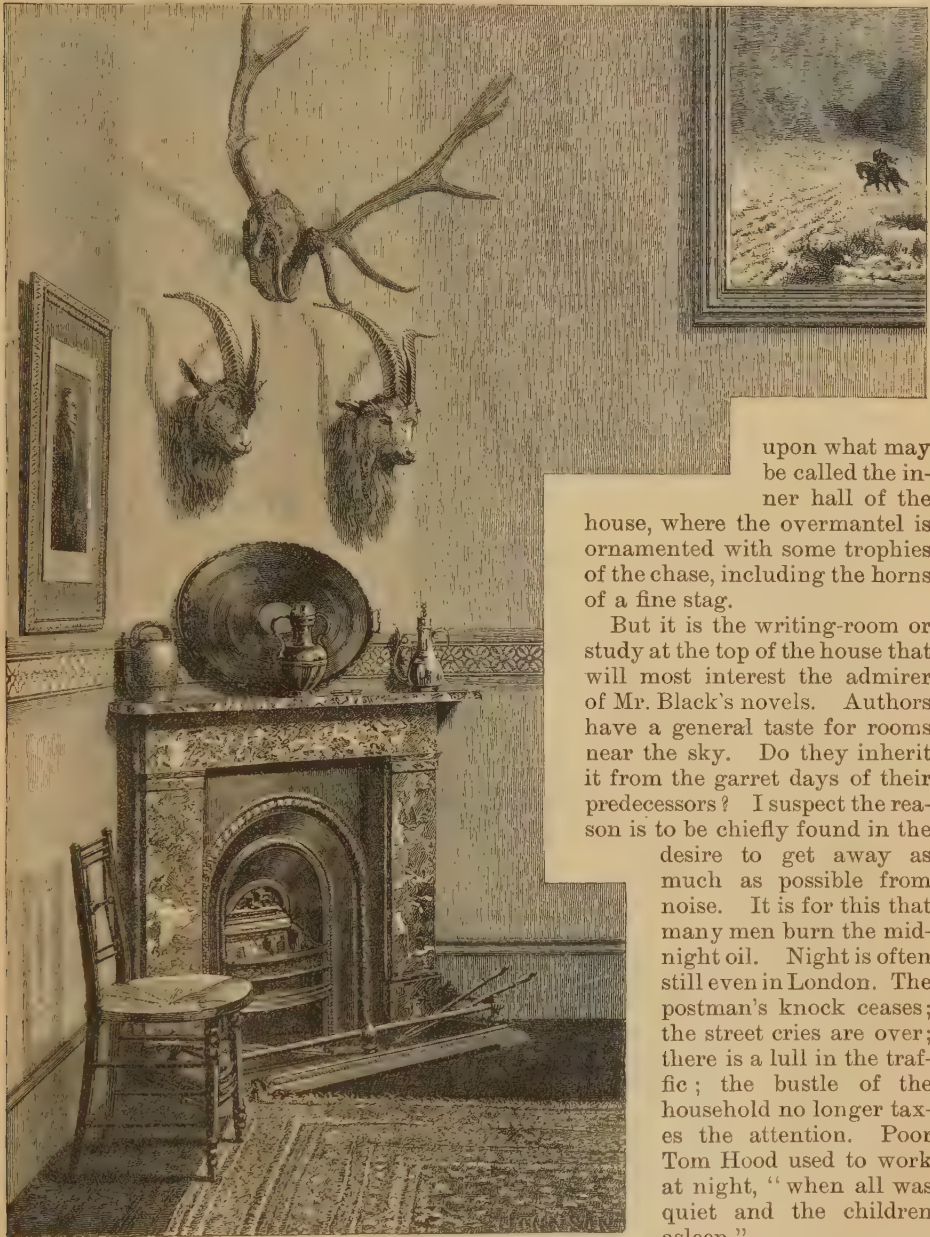 upon what may
be called the in-
ner hall of the
house, where the overmantel is
ornamented with some trophies
of the chase, including the horns
of a fine stag.
But it is the writing-room or
study at the top of the house that
will most interest the admirer
of Mr. Black's novels. Authors
have a general taste for rooms
near the sky. Do they inherit
it from the garret days of their
predecessors? I suspect the rea-
son is to be chiefly found in the
desire to get away as
much as possible from
noise. It is for this that
many men burn the mid-
night oil. Night is often
still even in London. The
postman's knock ceases;
the street cries are over;
there is a lull in the traf-
fic; the bustle of the
household no longer tax-
es the attention. Poor
Tom Hood used to work
at night, “when all was
quiet and the children
asleep.”